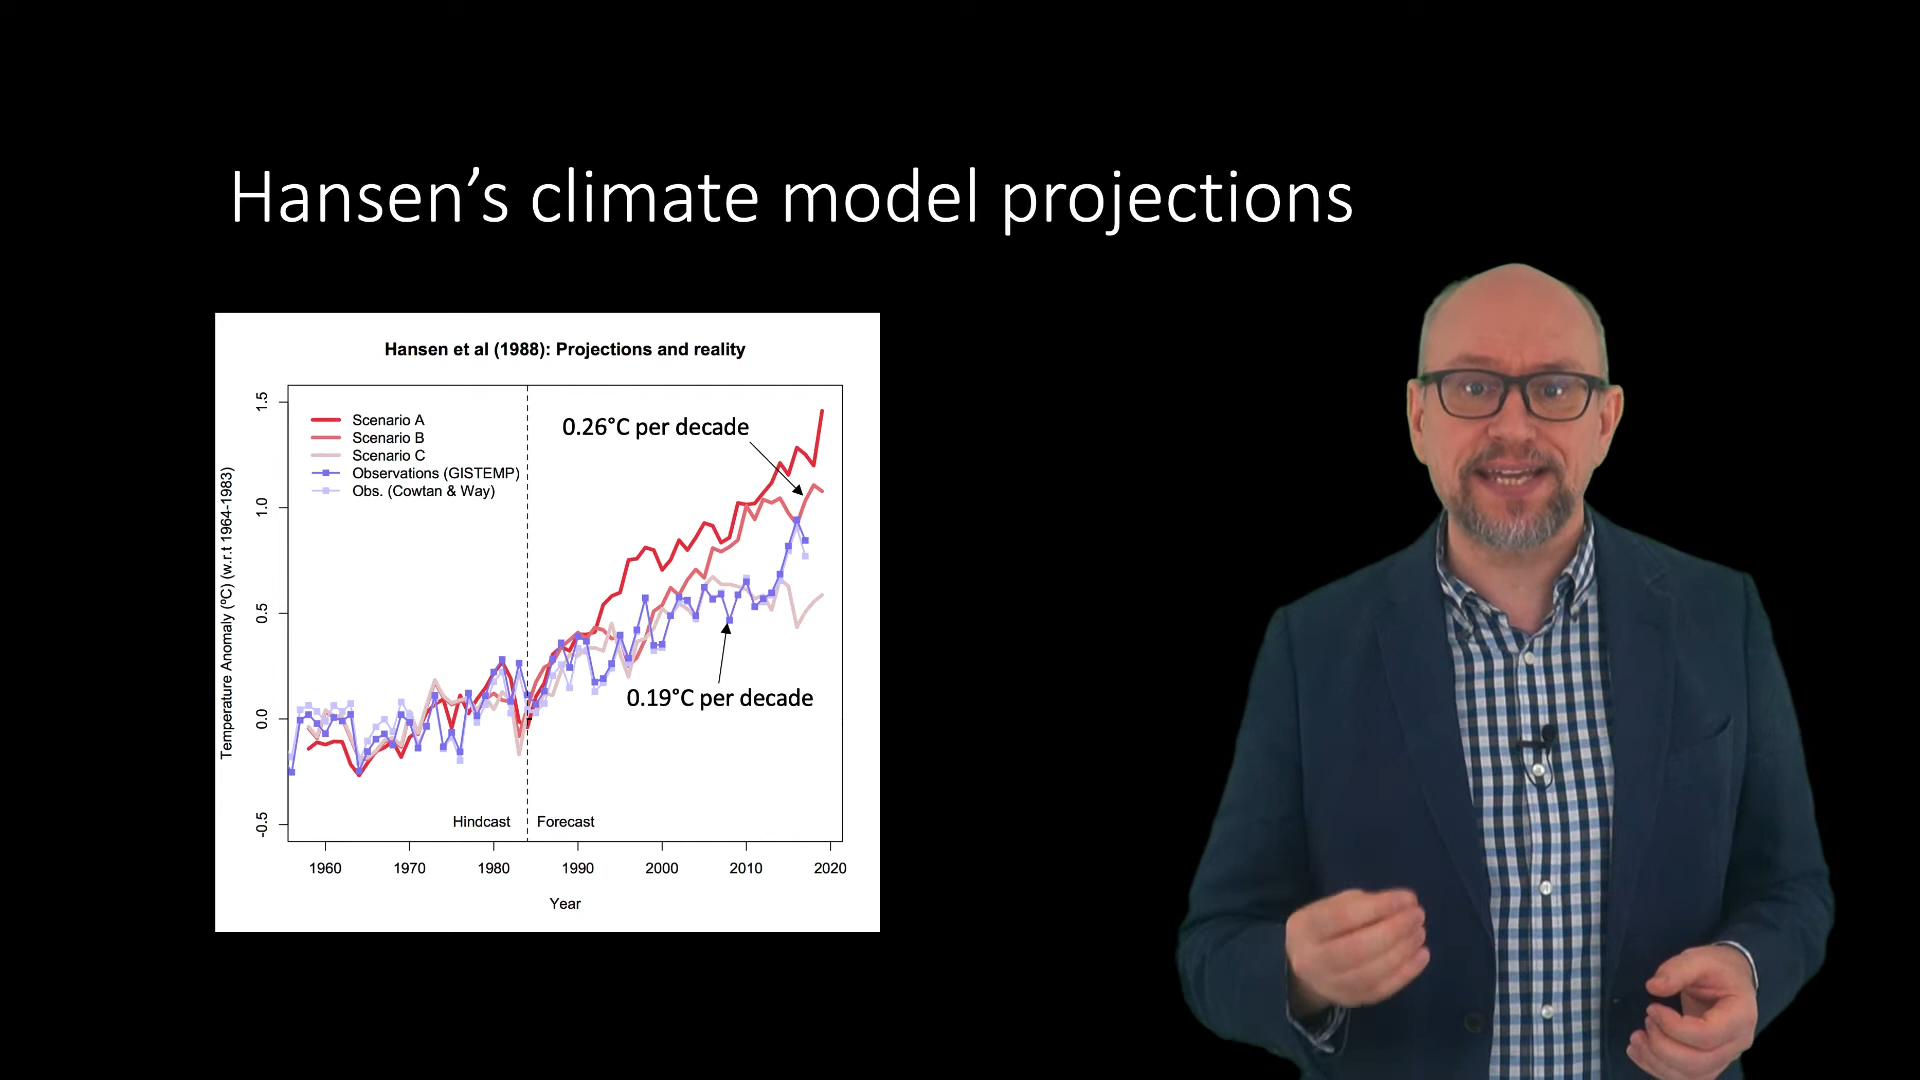 Hansen’s climate model projections
Hansen et al (1988): Projections and reality
Temperature Anomaly (ºC) (w.r.t 1964-1983)
1.5
1.0
0.5
0.0
-0.5
Scenario A
Scenario B
Scenario C
Observations (GISTEMP)
Obs. (Cowtan & Way)
0.26°C per decade
0.19°C per decade
Hindcast
Forecast
1960
1970
1980
1990
2000
2010
2020
Year